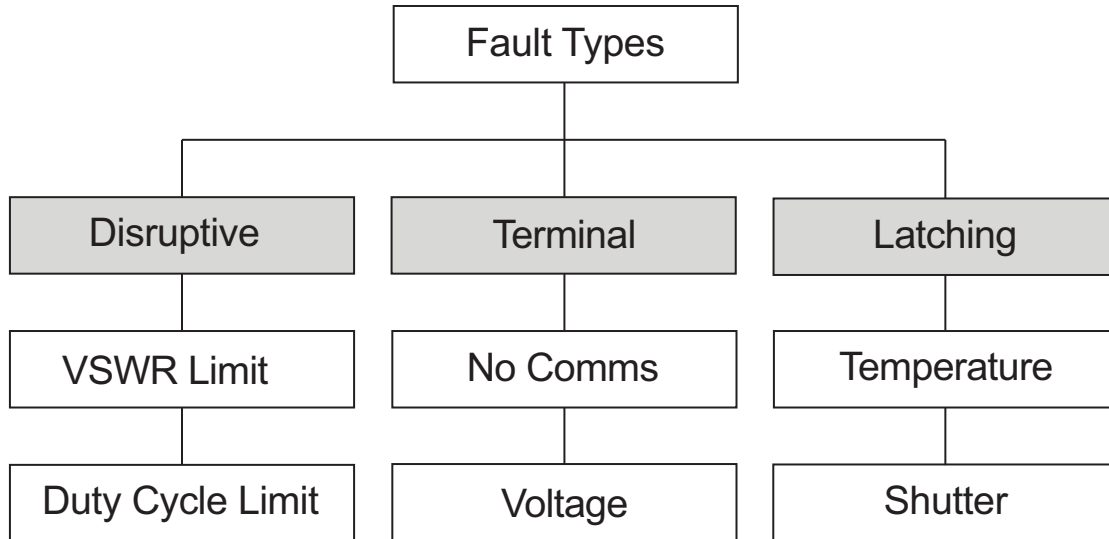 Fault Types
Disruptive
Terminal
Latching
VSWR Limit
No Comms
Temperature
Duty Cycle Limit
Voltage
Shutter